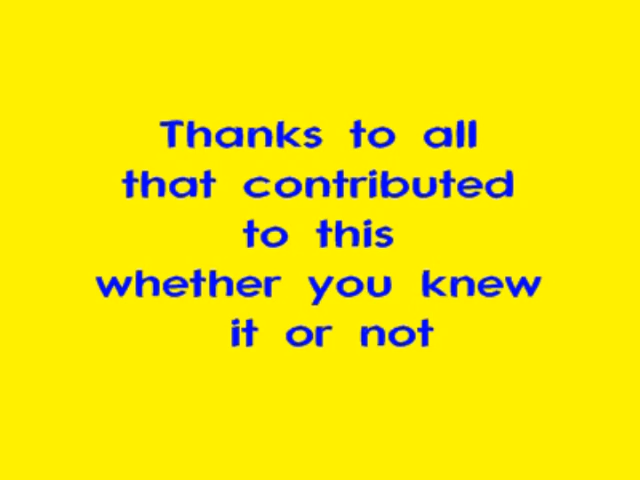 Thanks to all
that contributed
to this
whether you knew
it or not